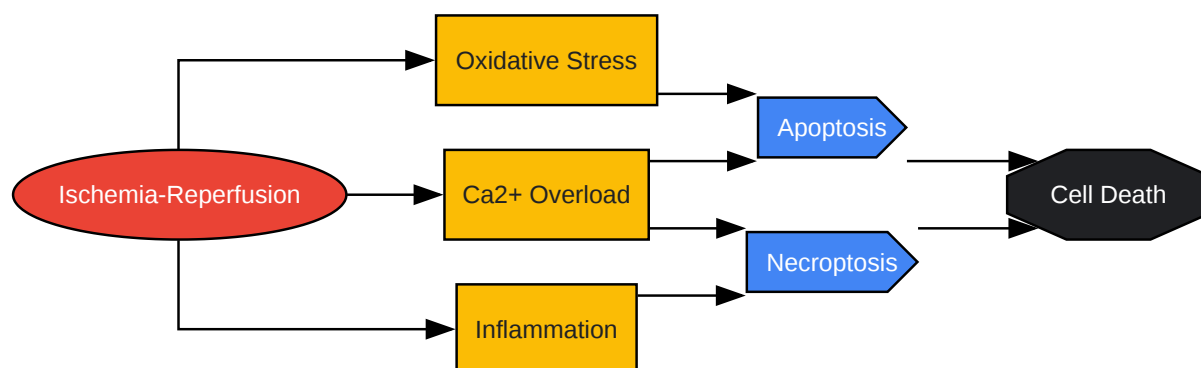 Oxidative Stress
Apoptosis
Ischemia-Reperfusion
Ca2+ Overload
Cell Death
Necroptosis
Inflammation